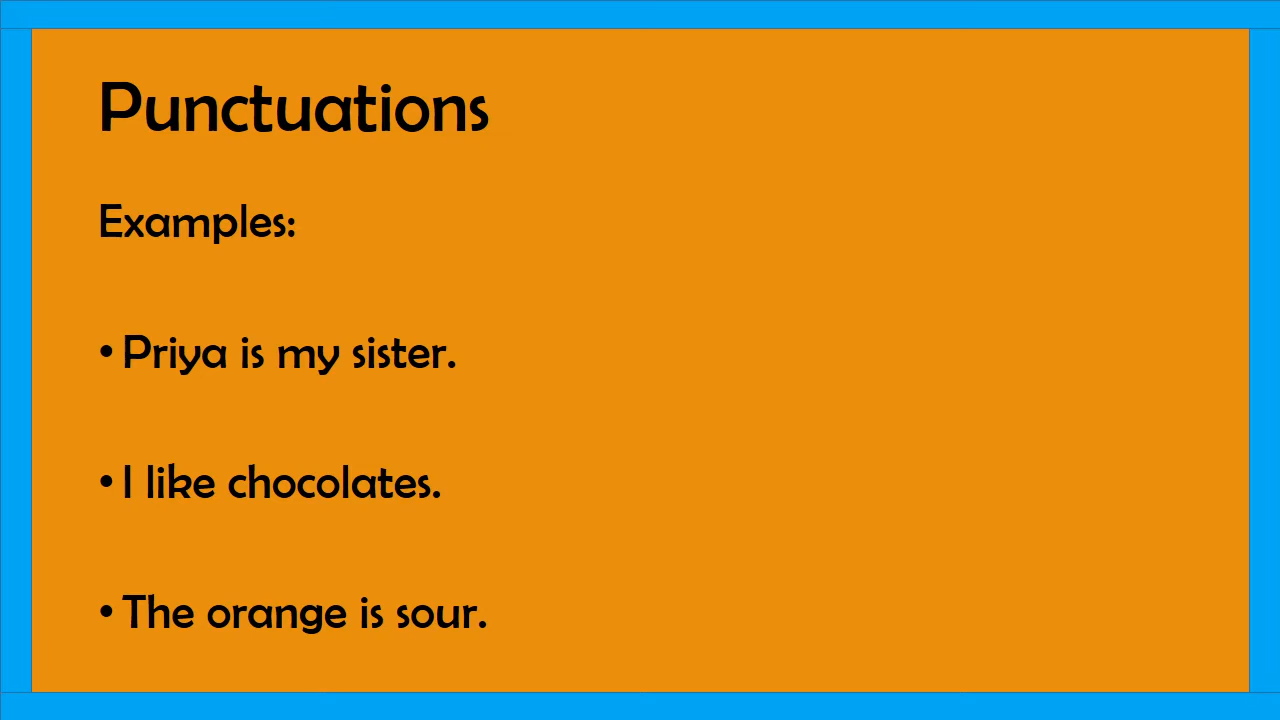 Punctuations
Examples:
• Priya is my sister.
• I like chocolates.
• The orange is sour.